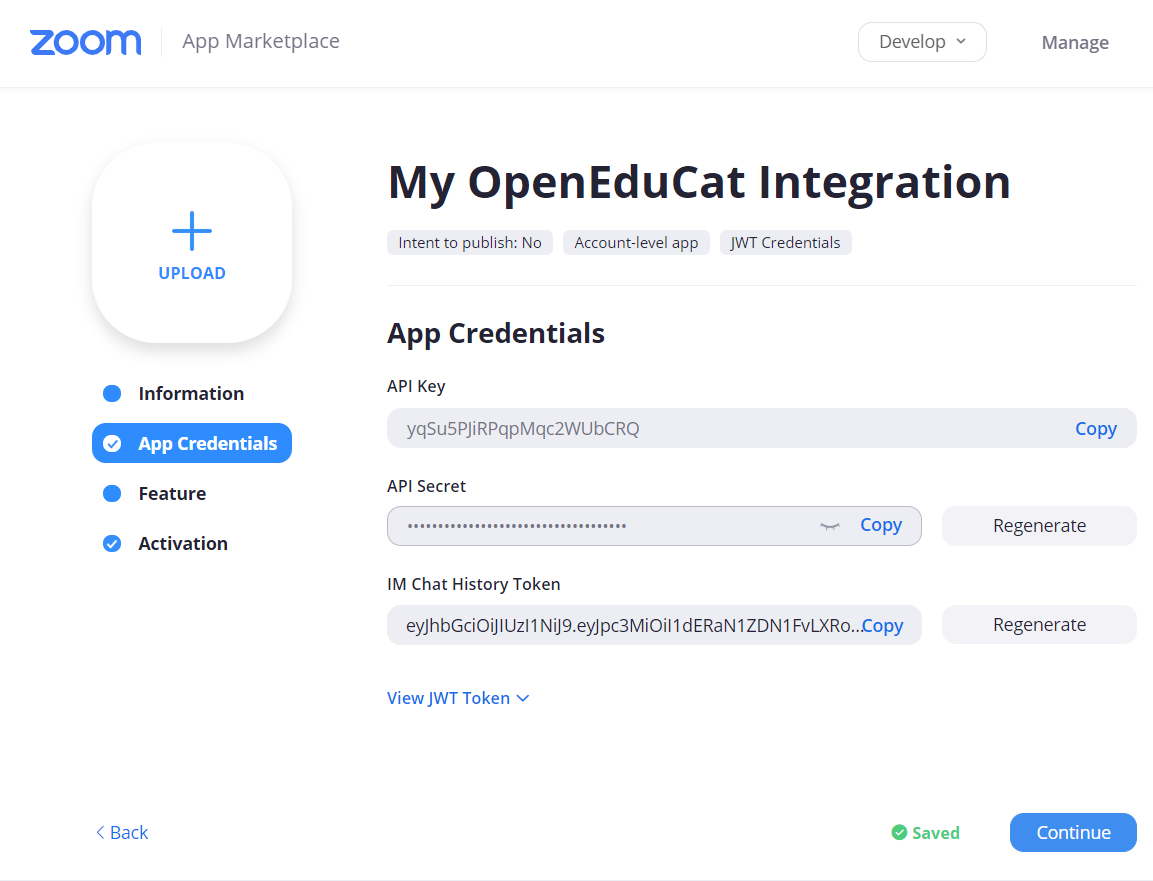 zoom App Marketplace Develop Manage
UPLOAD
Information
App Credentials
Feature
Activation
My OpenEduCat Integration
Intent to publish: No Account-level app JWT Credentials
App Credentials
API Key
yqSu5PJiRPqpMqc2WUbCRQ Copy
API Secret
•••••••••••••••••••••••••••••••••••• Copy Regenerate
IM Chat History Token
eyJhbGciOiJIUzI1NiJ9.eyJpc3MiOiI1dERaN1ZDN1FvLXRo... Copy Regenerate
View JWT Token
Back Saved Continue